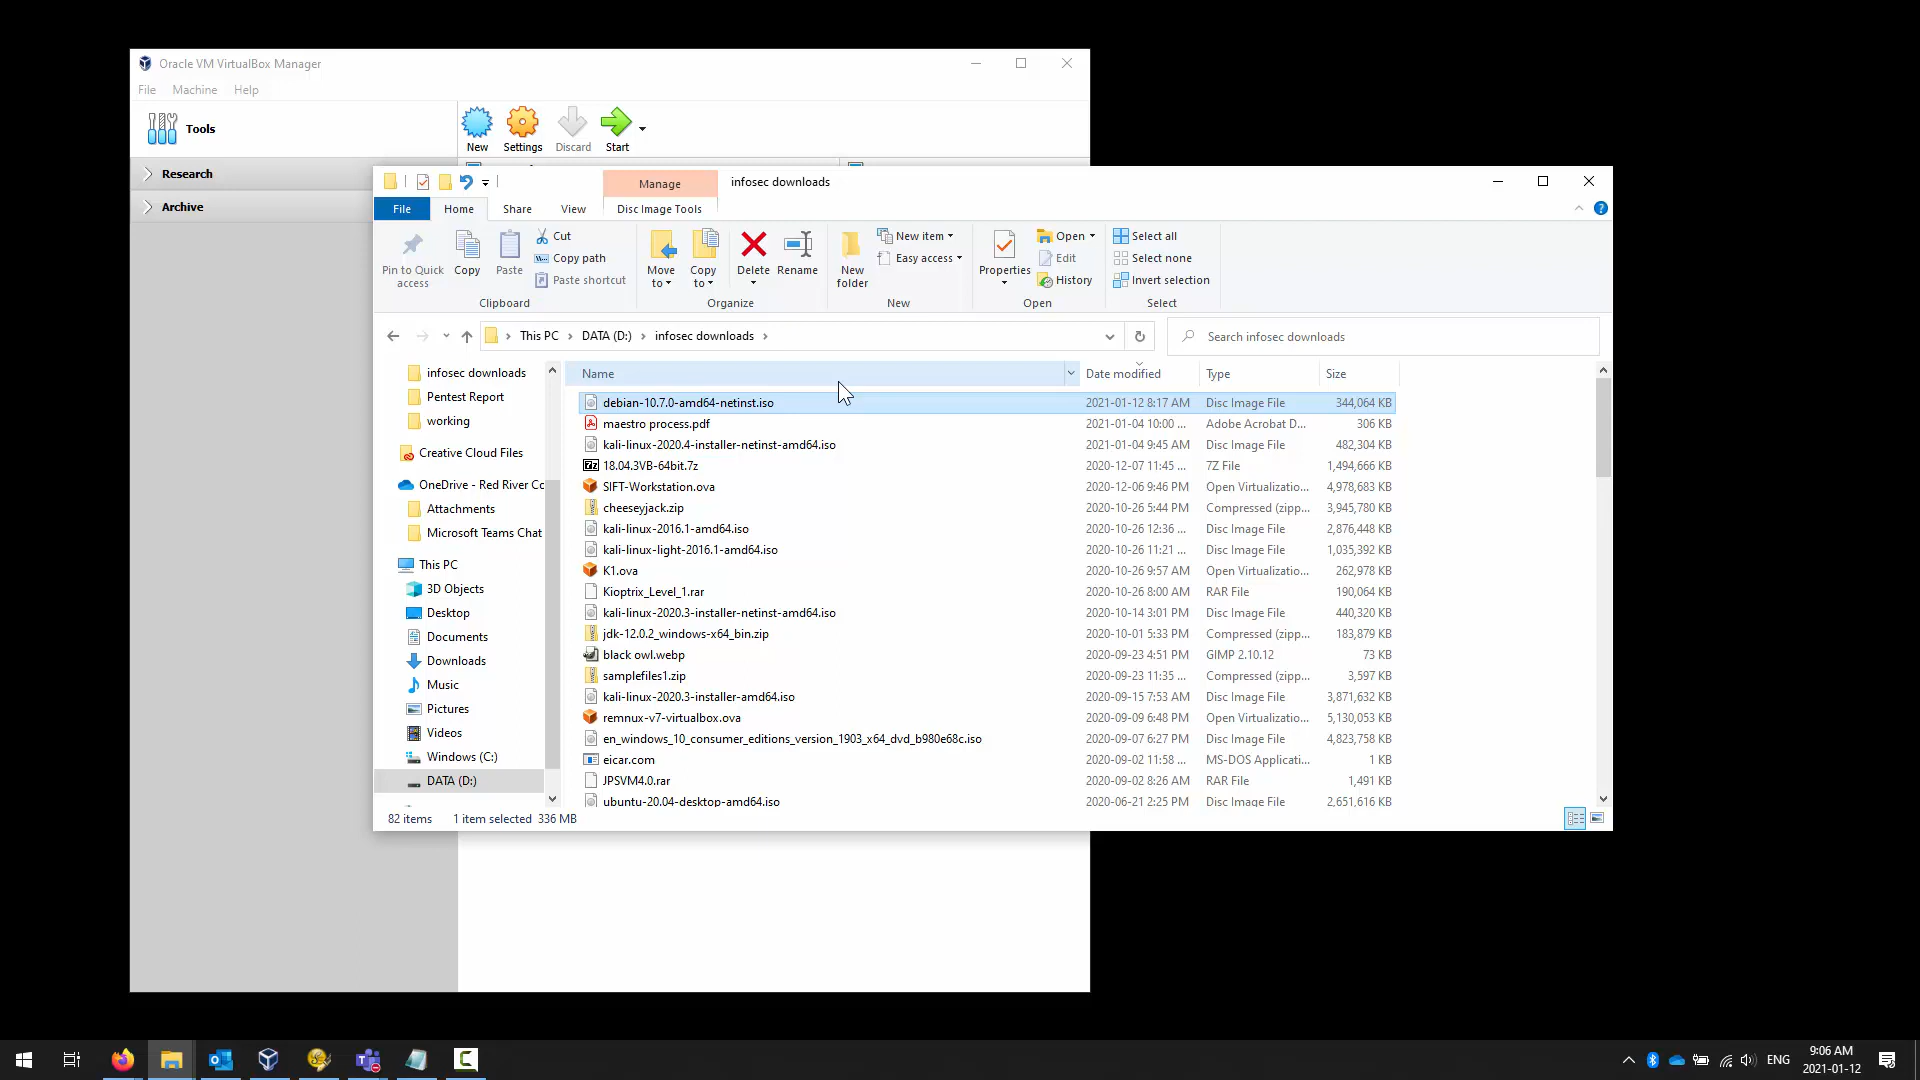 Oracle VM VirtualBox Manager
File Machine Help
Tools
New Settings Discard Start
Research
Archive
Manage infosec downloads
File Home Share View Disc Image Tools
Pin to Quick access
Copy
Paste
Cut
Copy path
Paste shortcut
Clipboard
Move to
Copy to
Delete
Rename
Organize
New folder
New item
Easy access
New
Properties
Open
Edit
History
Open
Select all
Select none
Invert selection
Select
This PC DATA (D:) infosec downloads
Search infosec downloads
infosec downloads
Pentest Report
working
Creative Cloud Files
OneDrive - Red River Cc
Attachments
Microsoft Teams Chat
This PC
3D Objects
Desktop
Documents
Downloads
Music
Pictures
Videos
Windows (C:)
DATA (D:)
Name Date modified Type Size
debian-10.7.0-amd64-netinst.iso 2021-01-12 8:17 AM Disc Image File 344,064 KB
maestro process.pdf 2021-01-04 10:00 ... Adobe Acrobat D... 306 KB
kali-linux-2020.4-installer-netinst-amd64.iso 2021-01-04 9:45 AM Disc Image File 482,304 KB
18.04.3VB-64bit.7z 2020-12-07 11:45 ... 7Z File 1,494,666 KB
SIFT-Workstation.ova 2020-12-06 9:46 PM Open Virtualizatio... 4,978,683 KB
cheeseyjack.zip 2020-10-26 5:44 PM Compressed (zipp... 3,945,780 KB
kali-linux-2016.1-amd64.iso 2020-10-26 12:36 ... Disc Image File 2,876,448 KB
kali-linux-light-2016.1-amd64.iso 2020-10-26 11:21 ... Disc Image File 1,035,392 KB
K1.ova 2020-10-26 9:57 AM Open Virtualizatio... 262,978 KB
Kioptrix_Level_1.rar 2020-10-26 8:00 AM RAR File 190,064 KB
kali-linux-2020.3-installer-netinst-amd64.iso 2020-10-14 3:01 PM Disc Image File 440,320 KB
jdk-12.0.2_windows-x64_bin.zip 2020-10-01 5:33 PM Compressed (zipp... 183,879 KB
black owl.webp 2020-09-23 4:51 PM GIMP 2.10.12 73 KB
samplefiles1.zip 2020-09-23 11:35 ... Compressed (zipp... 3,597 KB
kali-linux-2020.3-installer-amd64.iso 2020-09-15 7:53 AM Disc Image File 3,871,632 KB
remnux-v7-virtualbox.ova 2020-09-09 6:48 PM Open Virtualizatio... 5,130,053 KB
en_windows_10_consumer_editions_version_1903_x64_dvd_b980e68c.iso 2020-09-07 6:27 PM Disc Image File 4,823,758 KB
eicar.com 2020-09-02 11:58 ... MS-DOS Applicati... 1 KB
JPSVM4.0.rar 2020-09-02 8:26 AM RAR File 1,491 KB
ubuntu-20.04-desktop-amd64.iso 2020-06-21 2:25 PM Disc Image File 2,651,616 KB
82 items 1 item selected 336 MB
ENG
9:06 AM
2021-01-12